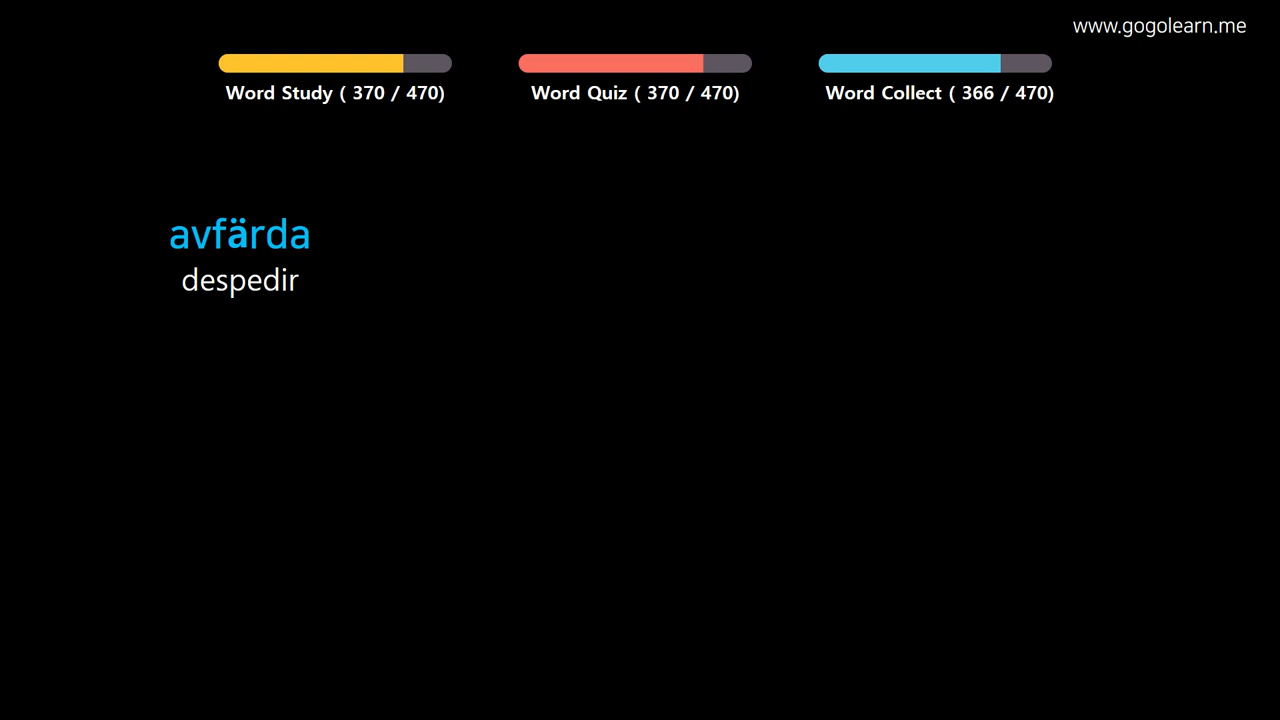 www.gogolearn.me
Word Study ( 370 / 470)
Word Quiz ( 370 / 470)
Word Collect ( 366 / 470)
avfärda
despedir